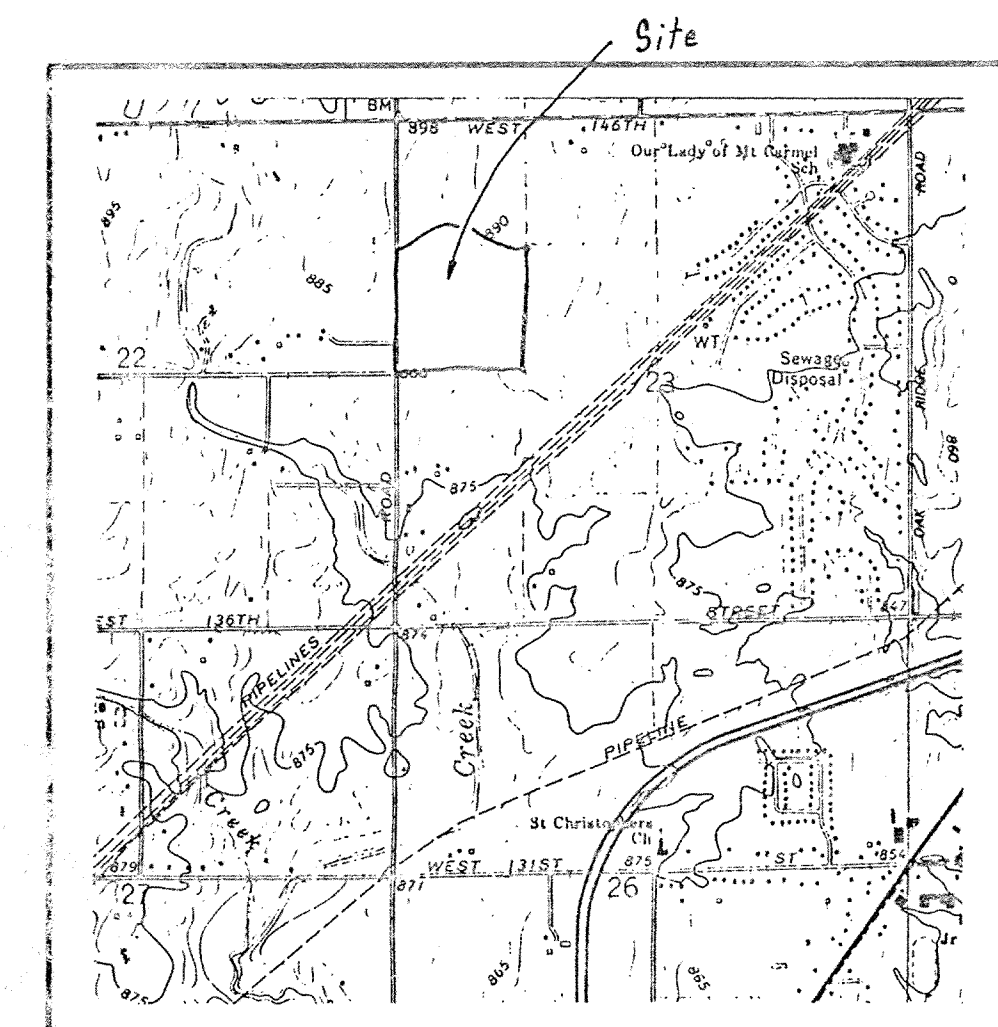 Site
BM
898 WEST 146TH
Our Lady of Mt Carmel
Sch
ROAD
895
890
885
WT
22
Sewage
Disposal
23
RIDGE
860
875
ROAD
OAK
875
136TH
STREET
847
874
PIPELINES
Creek
875
PIPELINE
Creek
St Christophers
Ch
879
WEST 131ST
875
ST
854
27
871
26
Jr
865
865
875